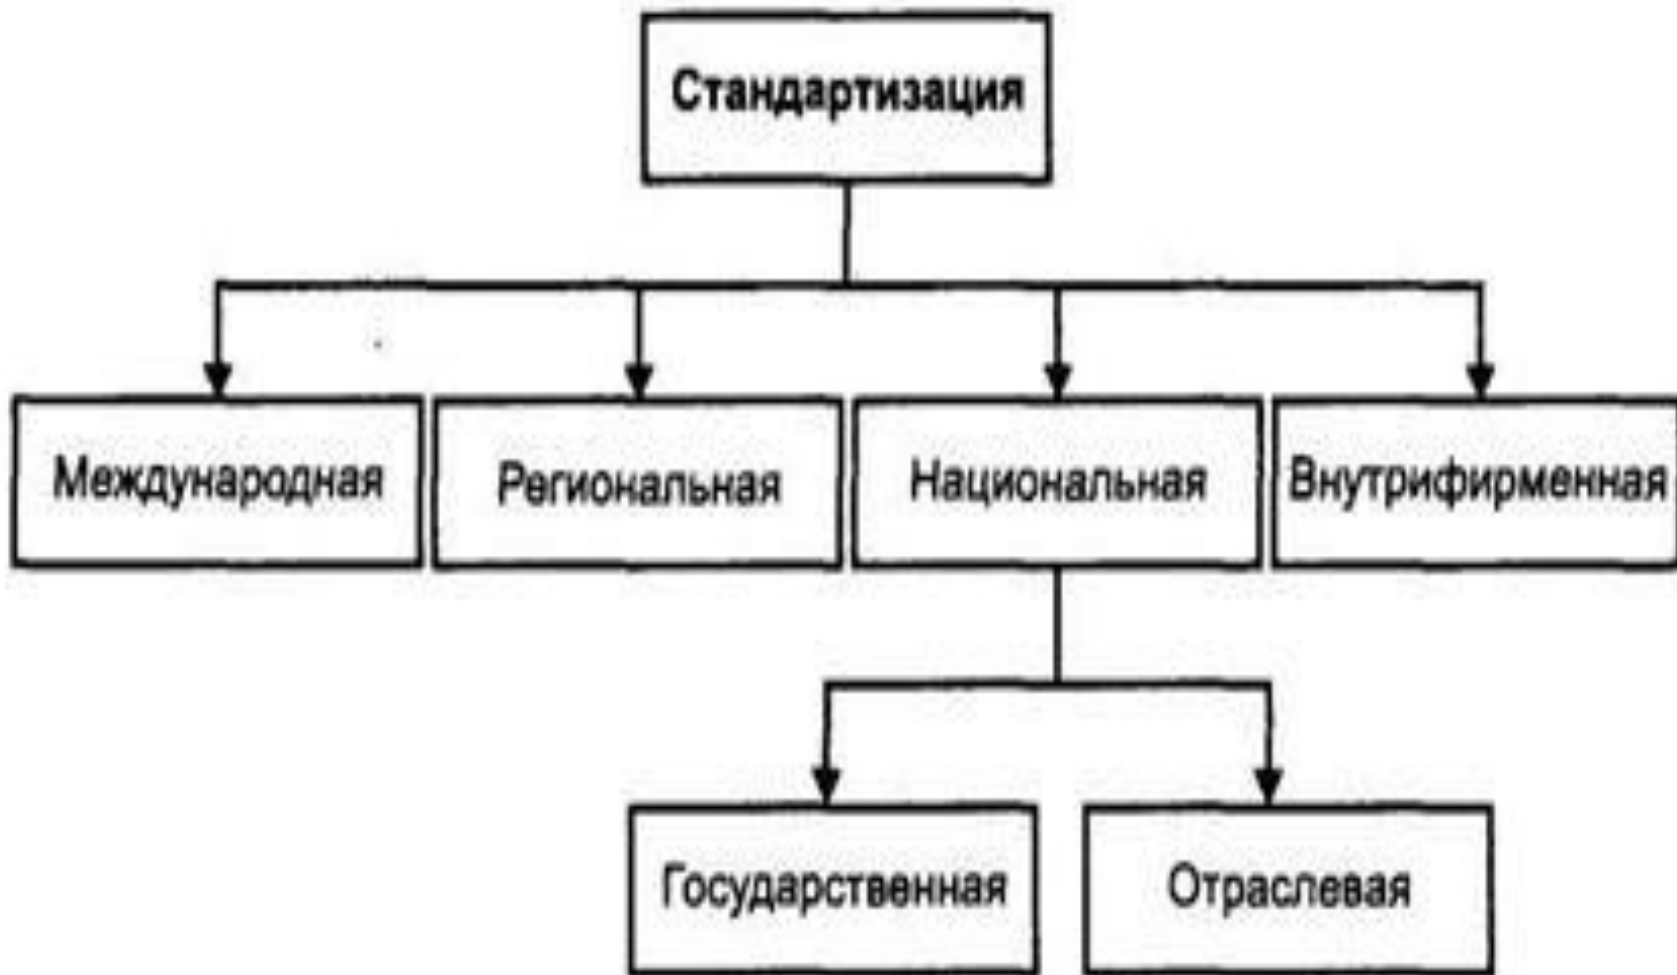 Стандартизация
Международная
Региональная
Национальная
Внутрифирменная
Государственная
Отраслевая